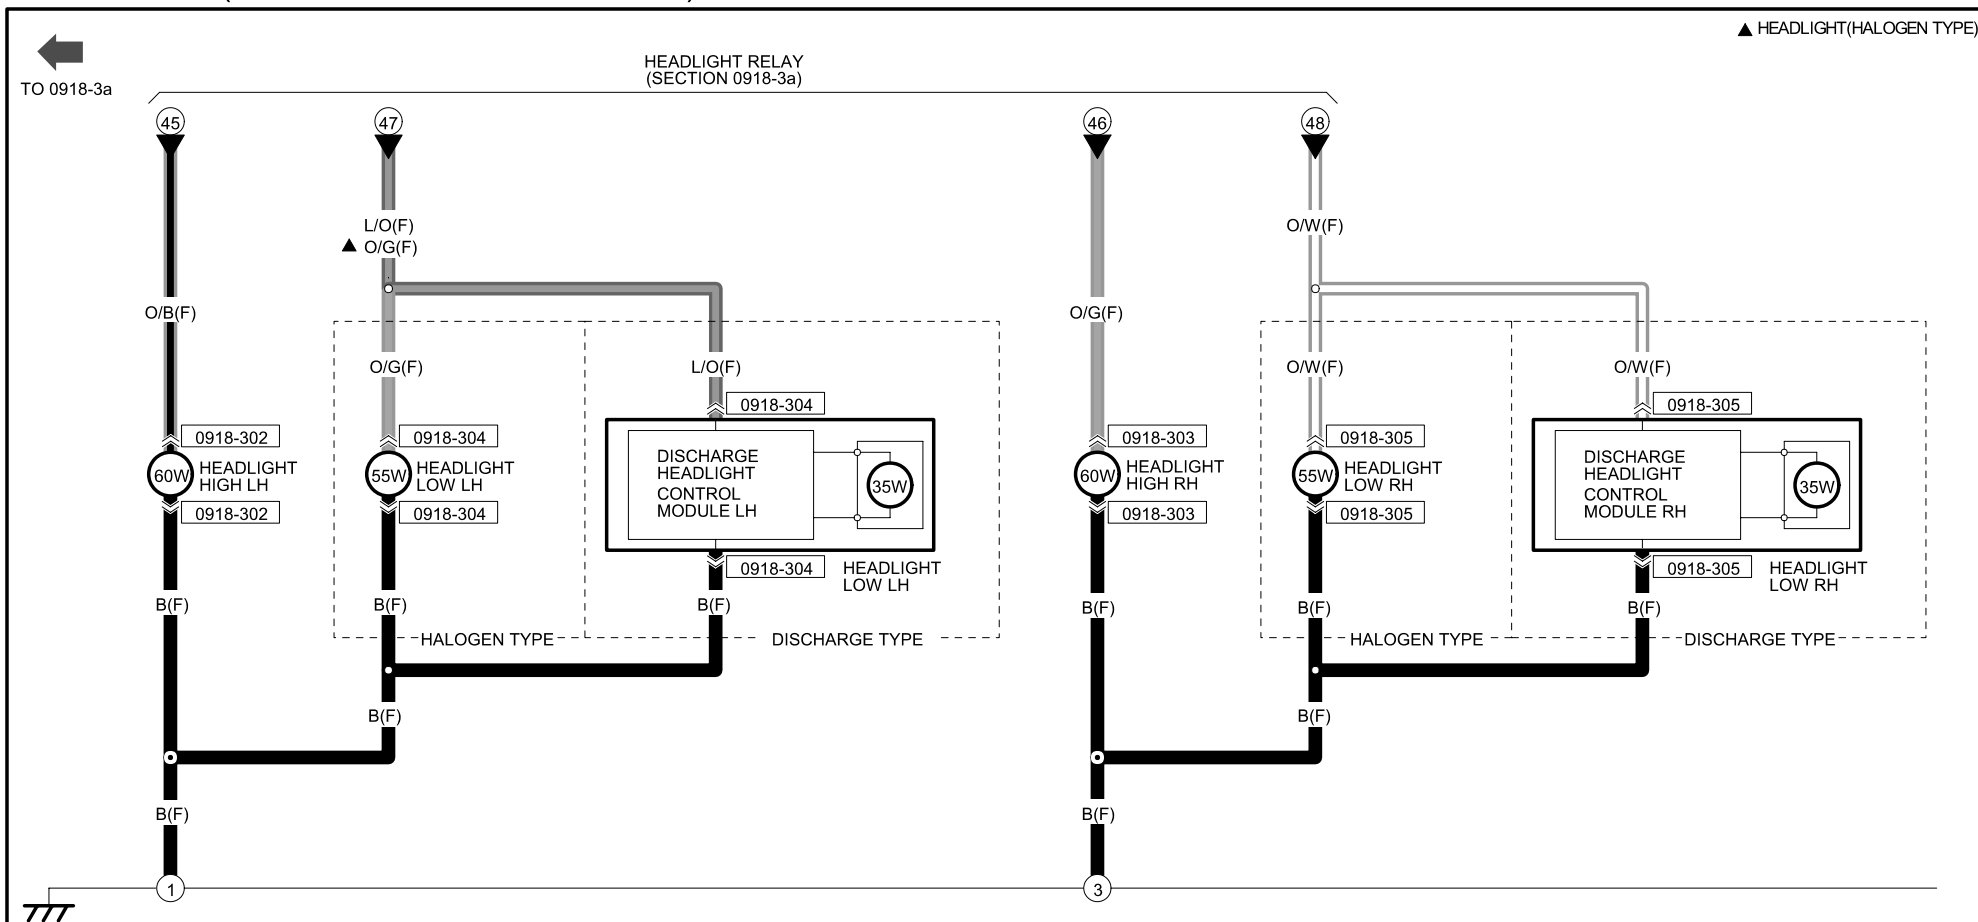 ▲ HEADLIGHT(HALOGEN TYPE)
TO 0918-3a
HEADLIGHT RELAY
(SECTION 0918-3a)
45
47
46
48
L/O(F)
▲ O/G(F)
O/W(F)
O/B(F)
O/G(F)
O/G(F)
L/O(F)
O/W(F)
O/W(F)
0918-304
0918-305
0918-302
0918-304
0918-303
0918-305
60W
HEADLIGHT
HIGH LH
55W
HEADLIGHT
LOW LH
DISCHARGE
HEADLIGHT
CONTROL
MODULE LH
35W
60W
HEADLIGHT
HIGH RH
55W
HEADLIGHT
LOW RH
DISCHARGE
HEADLIGHT
CONTROL
MODULE RH
35W
0918-302
0918-304
0918-303
0918-305
0918-304
HEADLIGHT
LOW LH
0918-305
HEADLIGHT
LOW RH
B(F)
B(F)
B(F)
B(F)
B(F)
B(F)
HALOGEN TYPE
DISCHARGE TYPE
HALOGEN TYPE
DISCHARGE TYPE
B(F)
B(F)
B(F)
B(F)
1
3